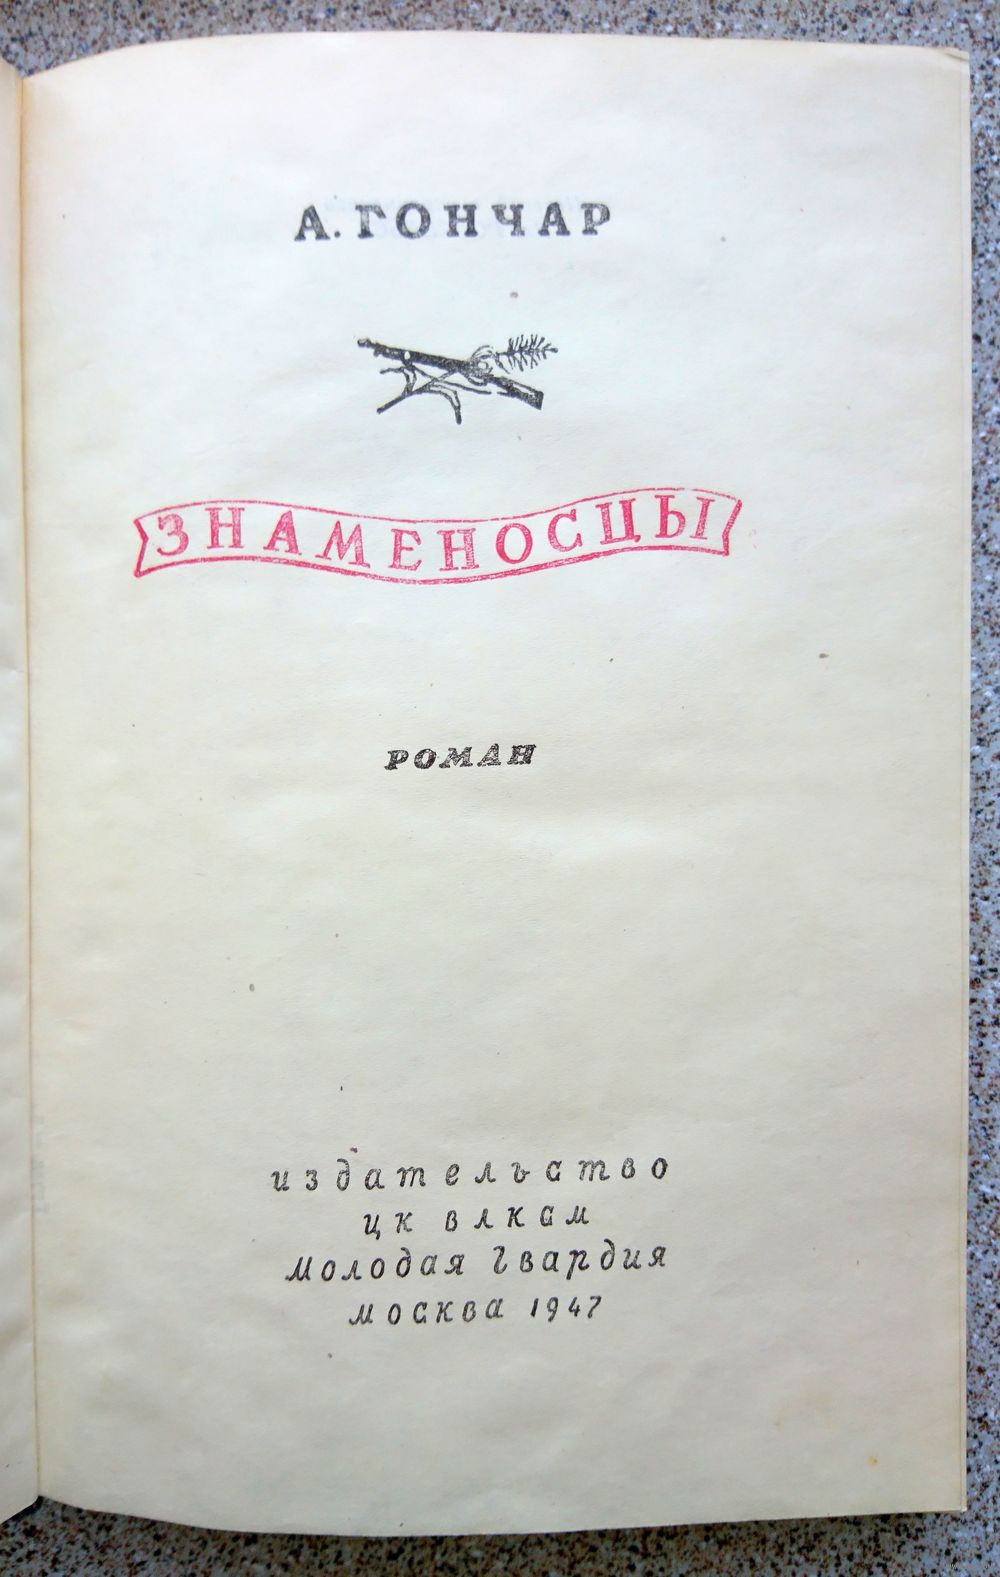 А. ГОНЧАР
ЗНАМЕНОСЦЫ
РОМАН
издательство
цк влксм
молодая гвардия
москва 1947